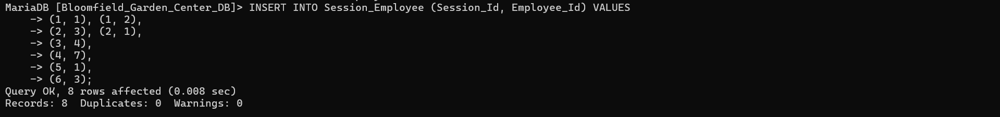 MariaDB [Bloomfield_Garden_Center_DB]> INSERT INTO Session_Employee (Session_Id, Employee_Id) VALUES
    -> (1, 1), (1, 2),
    -> (2, 3), (2, 1),
    -> (3, 4),
    -> (4, 7),
    -> (5, 1),
    -> (6, 3);
Query OK, 8 rows affected (0.008 sec)
Records: 8  Duplicates: 0  Warnings: 0